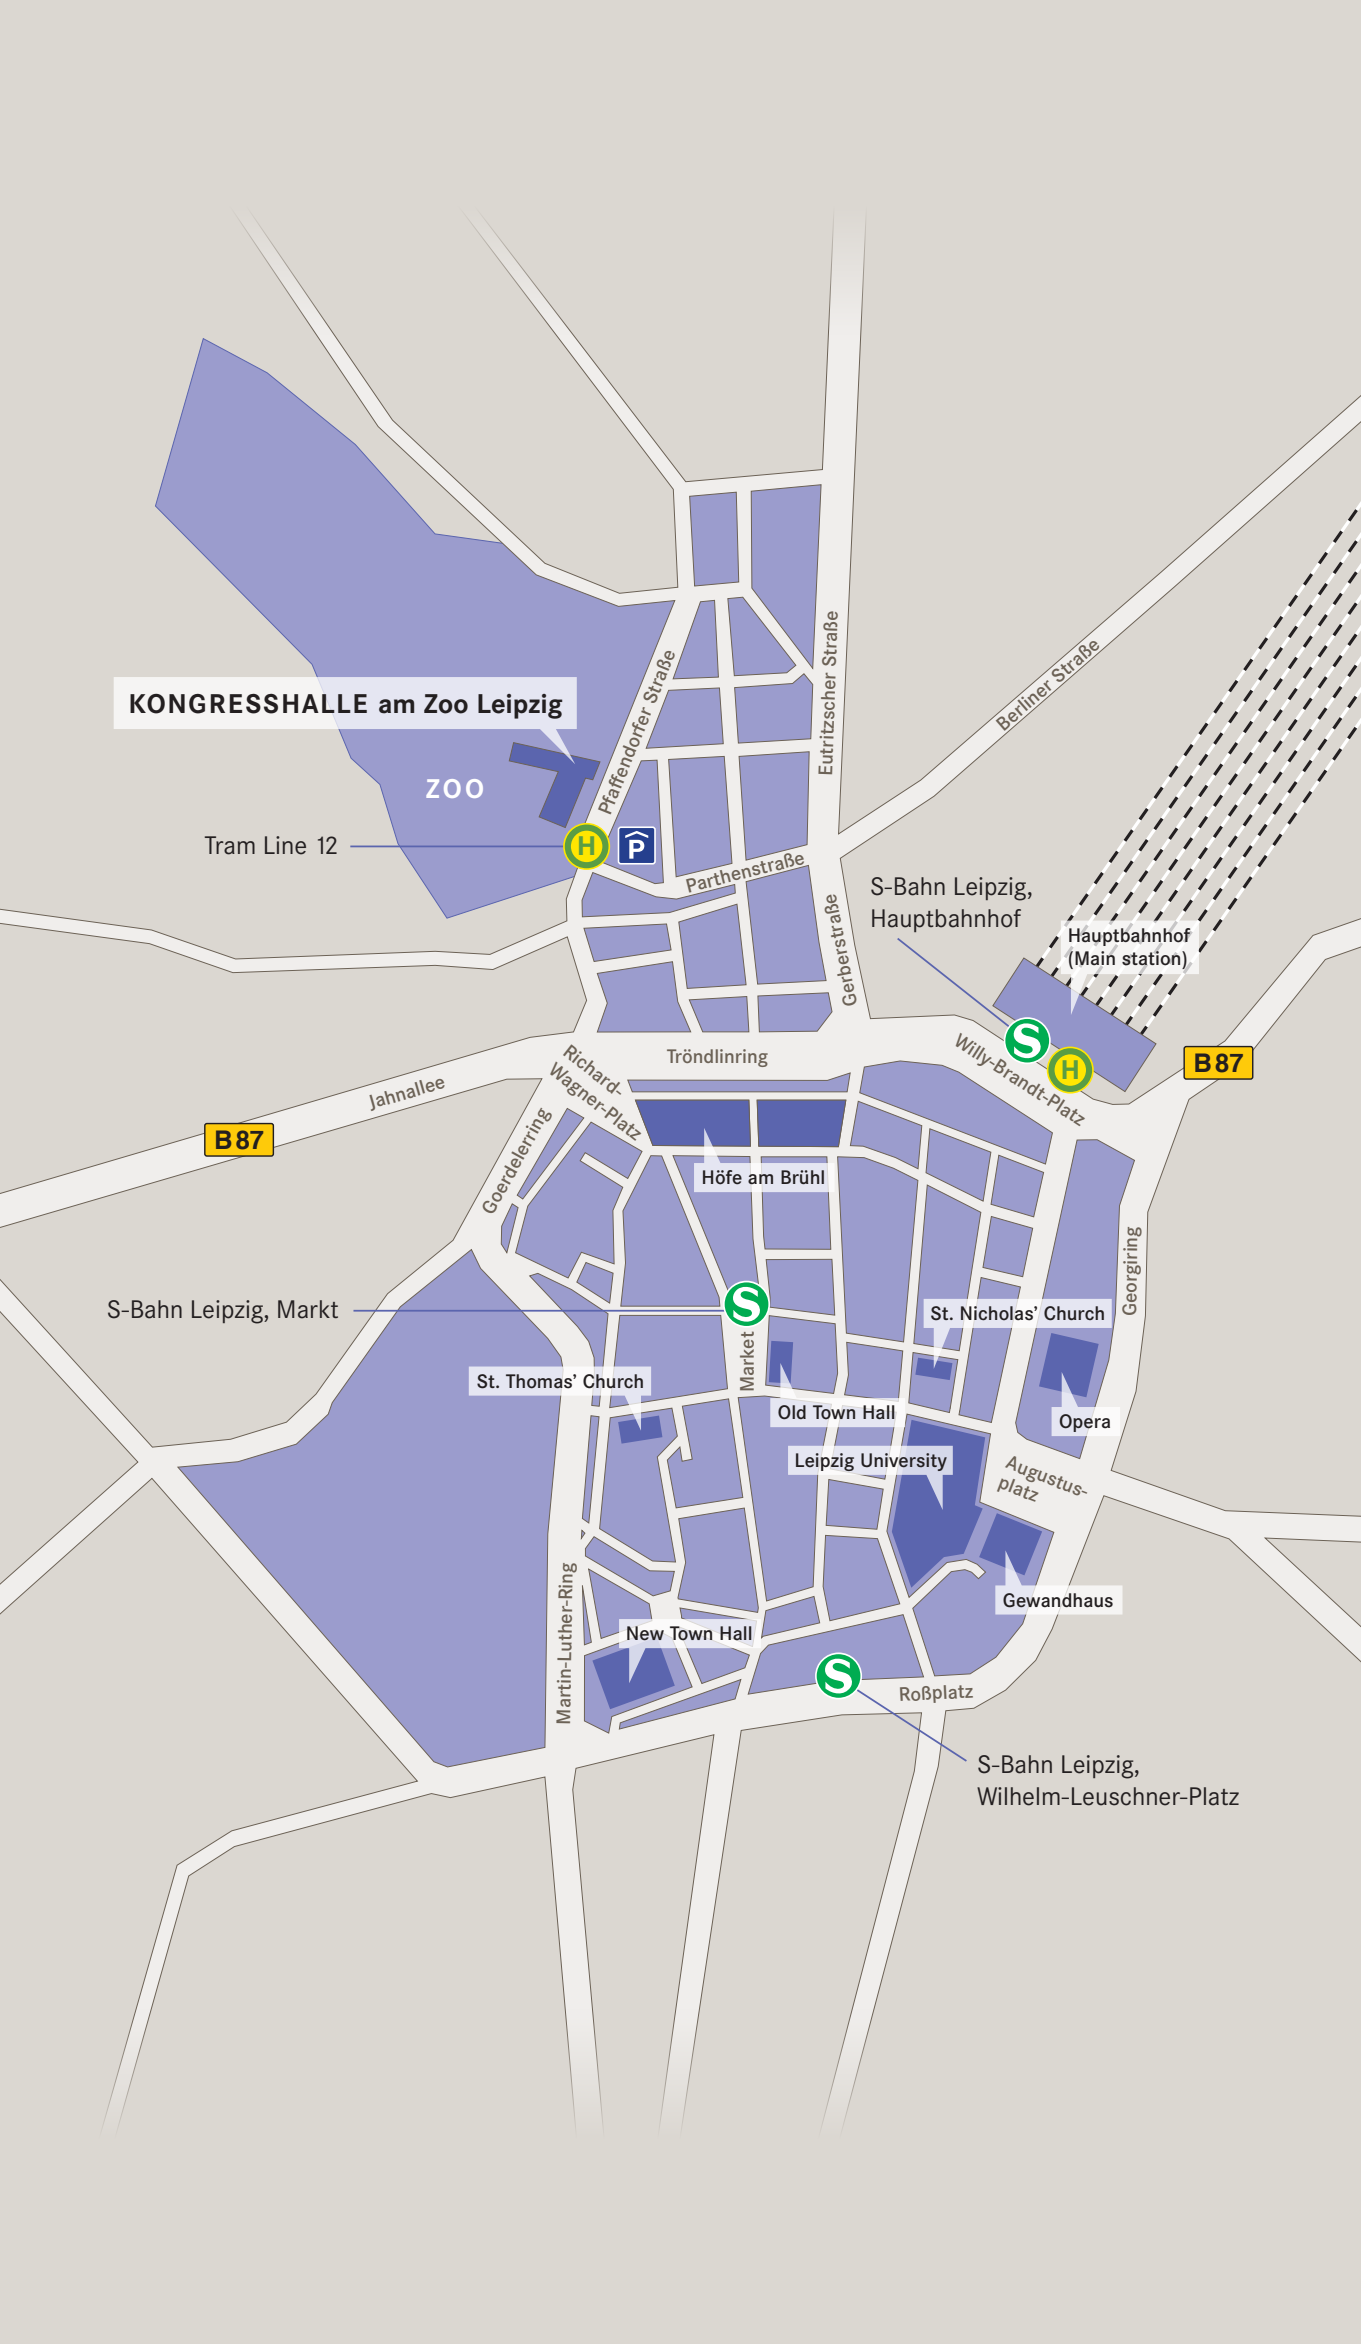 KONGRESSHALLE am Zoo Leipzig
ZOO
Pfaffendorfer Straße
Eutritzscher Straße
Berliner Straße
Tram Line 12
H
P
Parthenstraße
S-Bahn Leipzig,
Hauptbahnhof
Gerberstraße
Hauptbahnhof
(Main station)
S
H
Willy-Brandt-Platz
B 87
Tröndlinring
Richard-
Wagner-Platz
Jahnallee
B 87
Goerdelerring
Höfe am Brühl
Georgiring
S-Bahn Leipzig, Markt
S
St. Nicholas’ Church
Market
St. Thomas’ Church
Old Town Hall
Opera
Leipzig University
Augustus-
platz
Gewandhaus
Martin-Luther-Ring
New Town Hall
S
Roßplatz
S-Bahn Leipzig,
Wilhelm-Leuschner-Platz